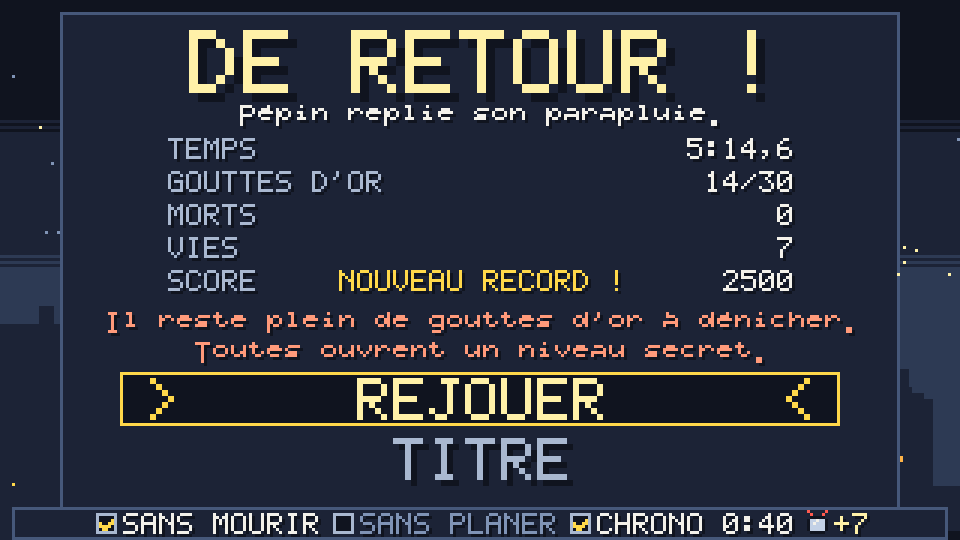 DE RETOUR !
Pépin replie son parapluie.
TEMPS 5:14,6
GOUTTES D'OR 14/30
MORTS 0
VIES 7
SCORE NOUVEAU RECORD ! 2500
Il reste plein de gouttes d'or à dénicher.
Toutes ouvrent un niveau secret.
> REJOUER <
TITRE
SANS MOURIR SANS PLANER CHRONO 0:40 +7